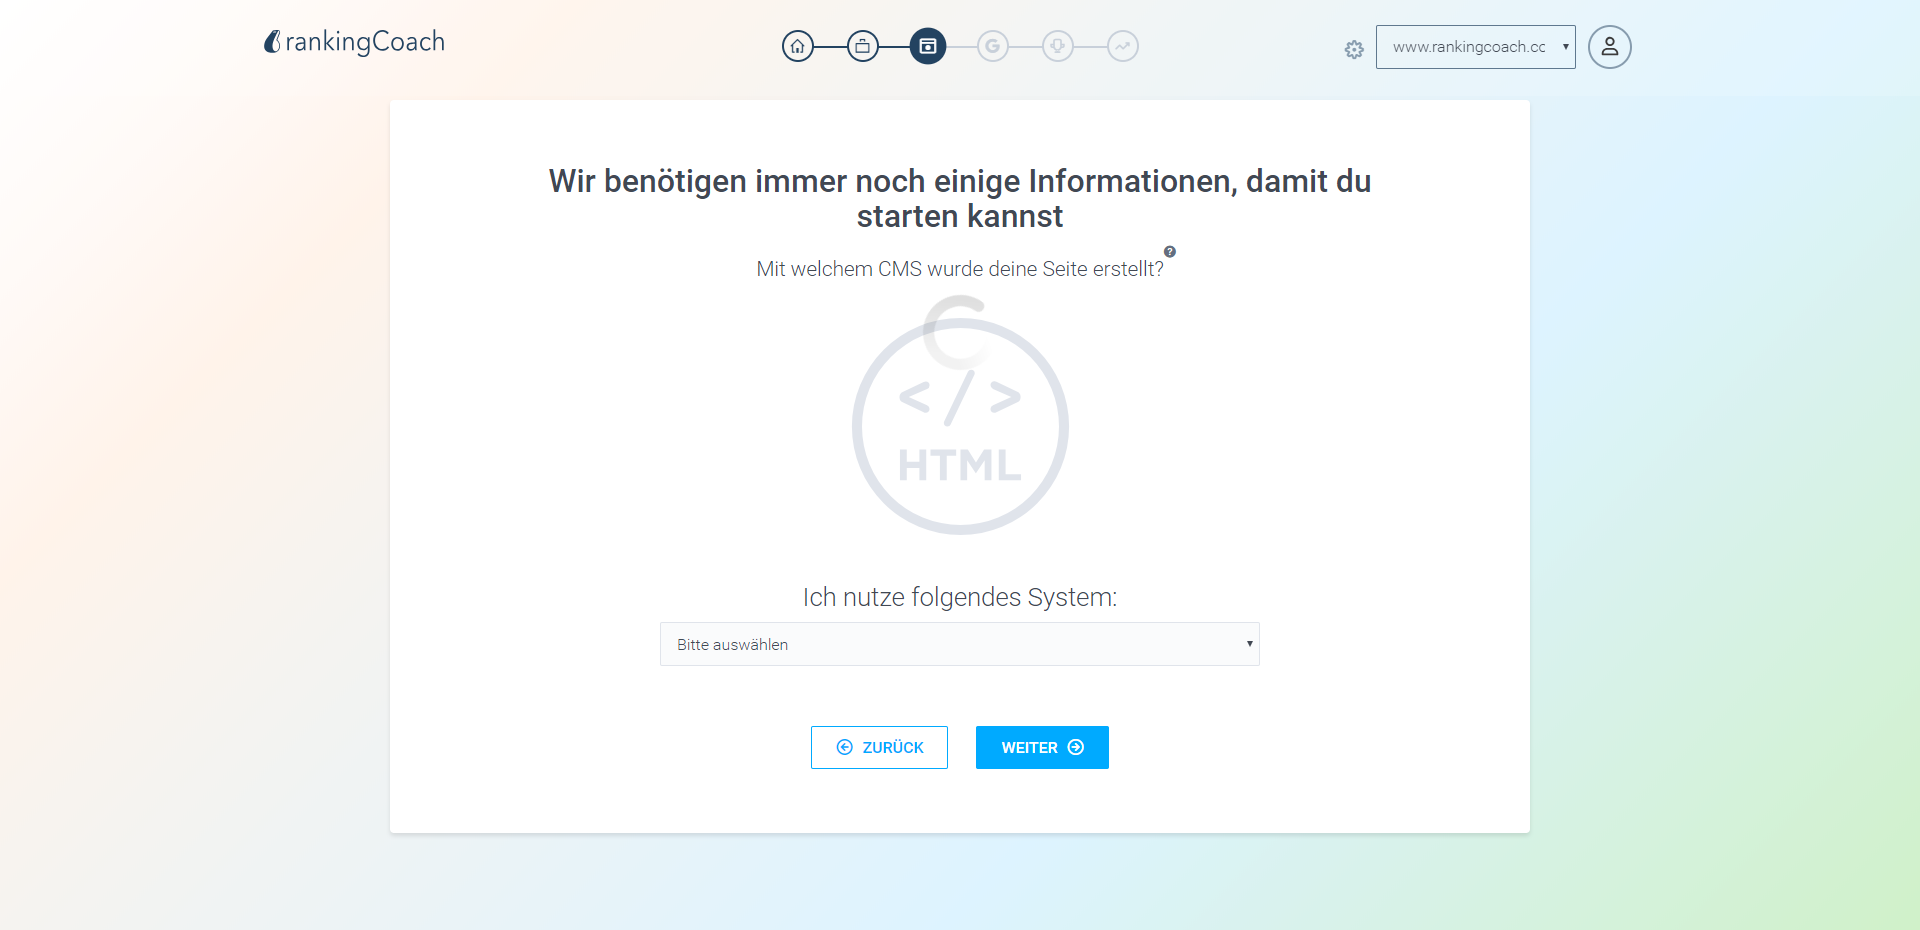 rankingCoach
www.rankingcoach.cc
Wir benötigen immer noch einige Informationen, damit du
starten kannst
Mit welchem CMS wurde deine Seite erstellt?
</>
HTML
Ich nutze folgendes System:
Bitte auswählen
ZURÜCK
WEITER